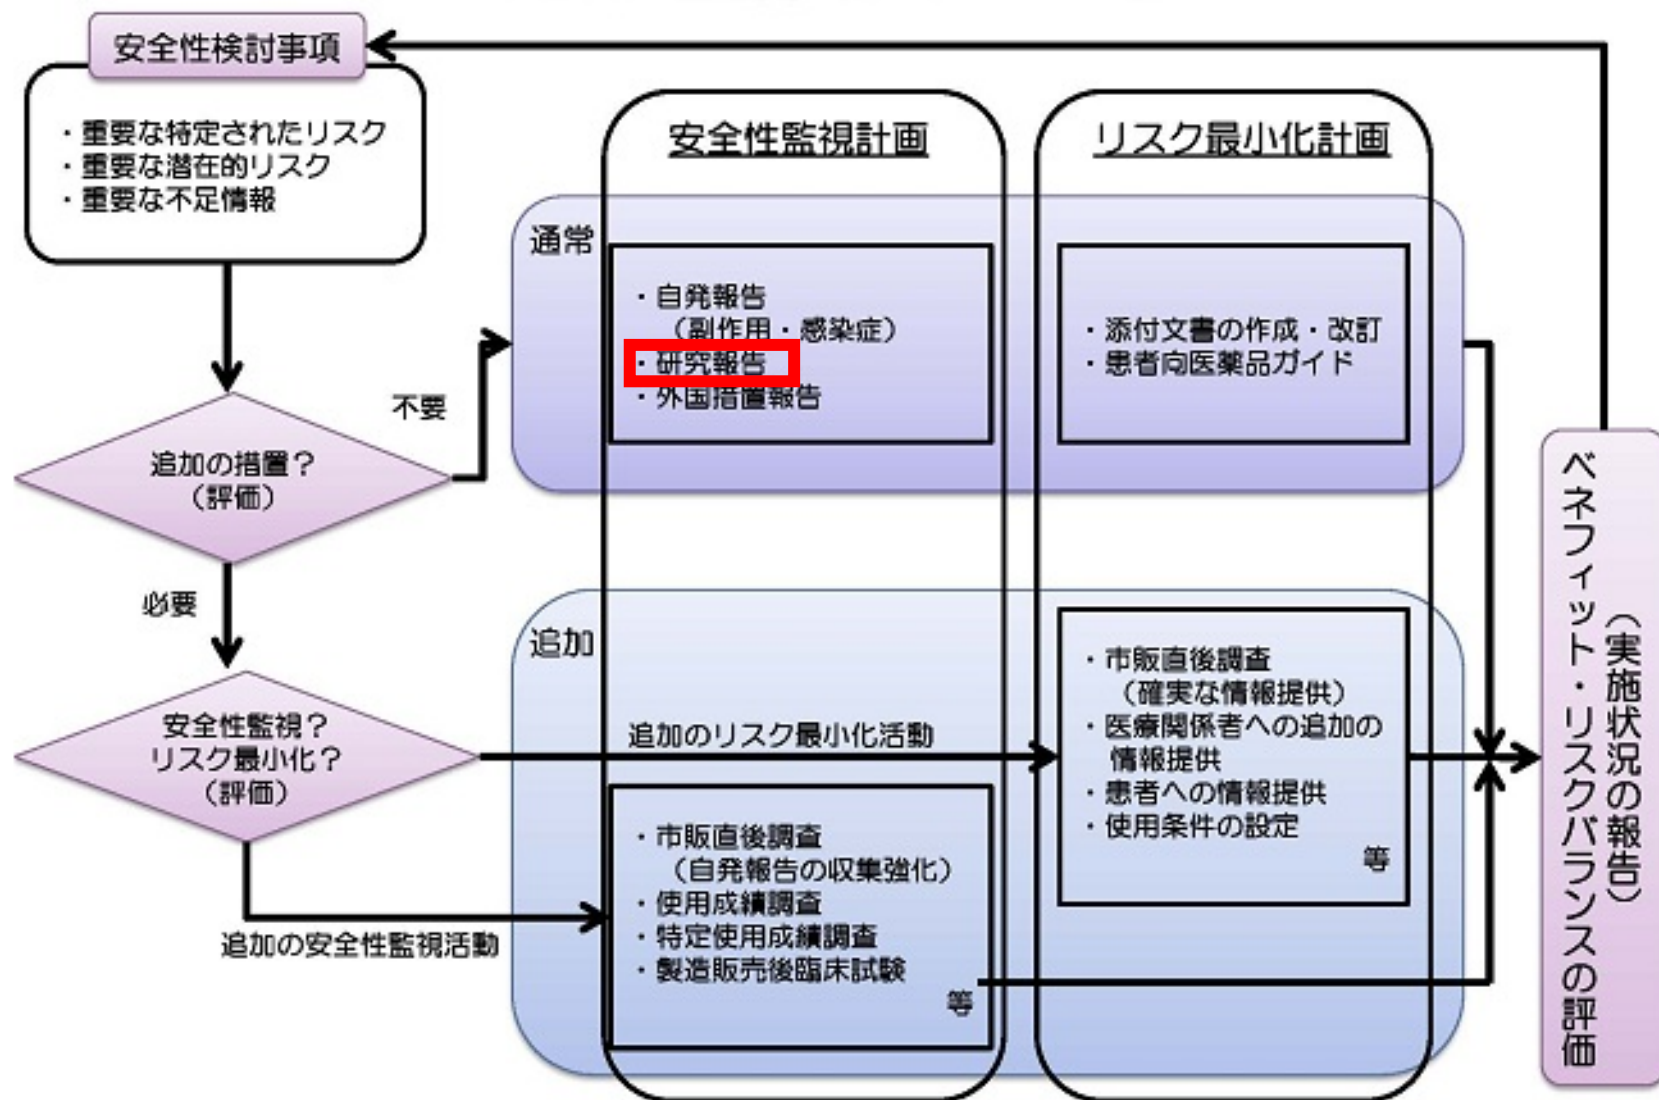 安全性検討事項
・重要な特定されたリスク
・重要な潜在的リスク
・重要な不足情報
追加の措置？
（評価）
不要
必要
安全性監視？
リスク最小化？
（評価）
追加のリスク最小化活動
追加の安全性監視活動
安全性監視計画
リスク最小化計画
通常
・自発報告
（副作用・感染症）
・研究報告
・外国措置報告
・添付文書の作成・改訂
・患者向医薬品ガイド
追加
・市販直後調査
（自発報告の収集強化）
・使用成績調査
・特定使用成績調査
・製造販売後臨床試験
等
・市販直後調査
（確実な情報提供）
・医療関係者への追加の
情報提供
・患者への情報提供
・使用条件の設定
等
ベネフィット・リスクバランスの評価
（実施状況の報告）